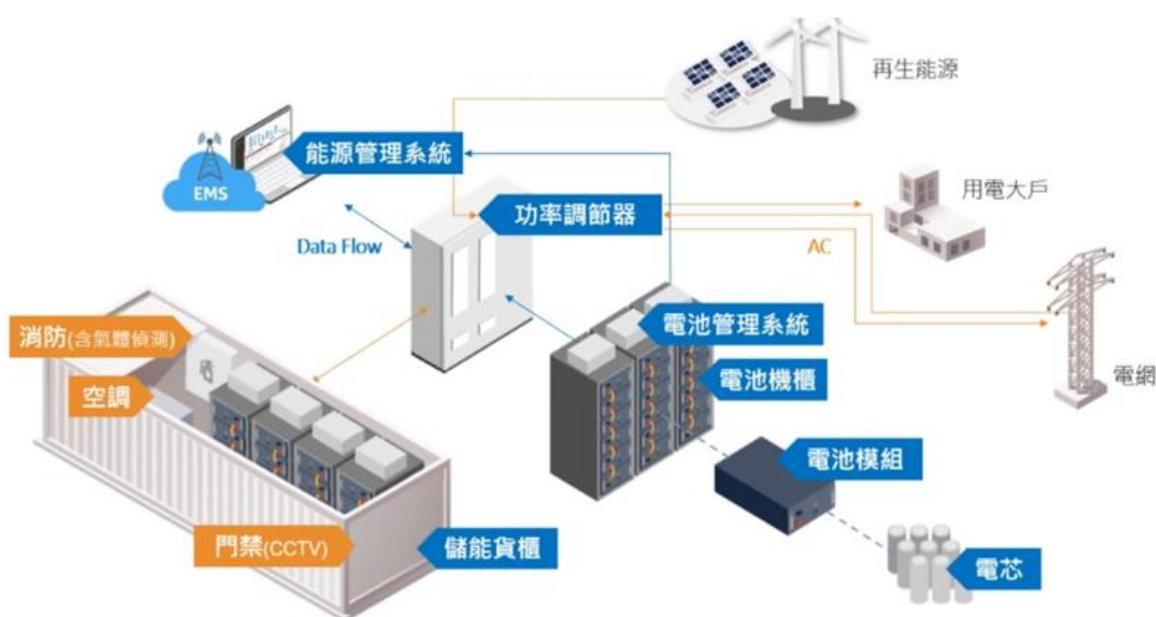 再生能源
能源管理系統
EMS
用電大戶
功率調節器
Data Flow
AC
消防(含氣體偵測)
電池管理系統
空調
電池機櫃
電網
電池模組
門禁(CCTV)
儲能貨櫃
電芯